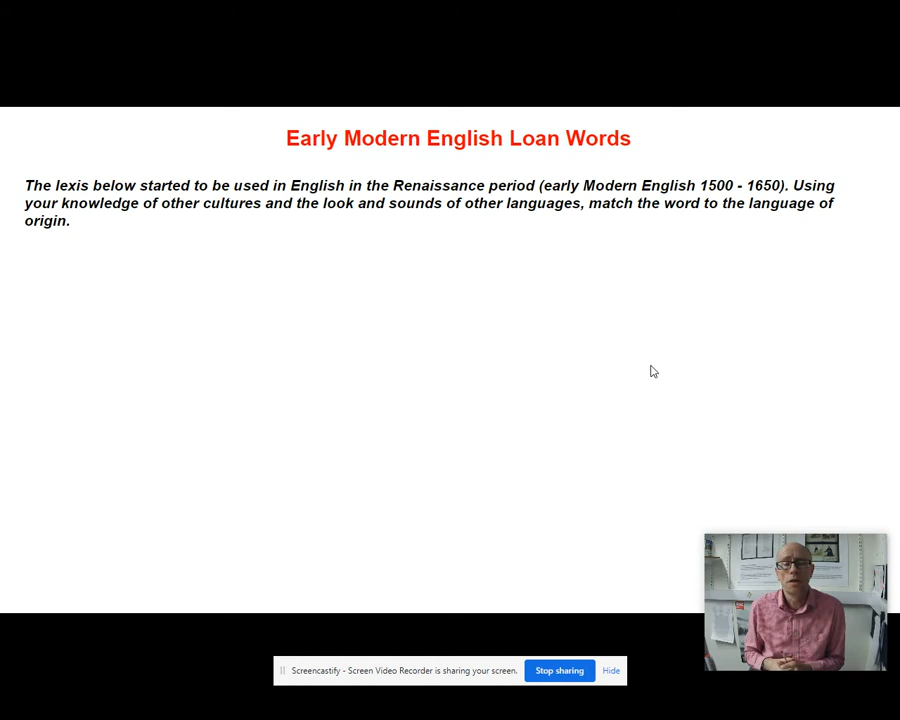 Early Modern English Loan Words
The lexis below started to be used in English in the Renaissance period (early Modern English 1500 - 1650). Using
your knowledge of other cultures and the look and sounds of other languages, match the word to the language of
origin.
Screencastify - Screen Video Recorder is sharing your screen.
Stop sharing
Hide